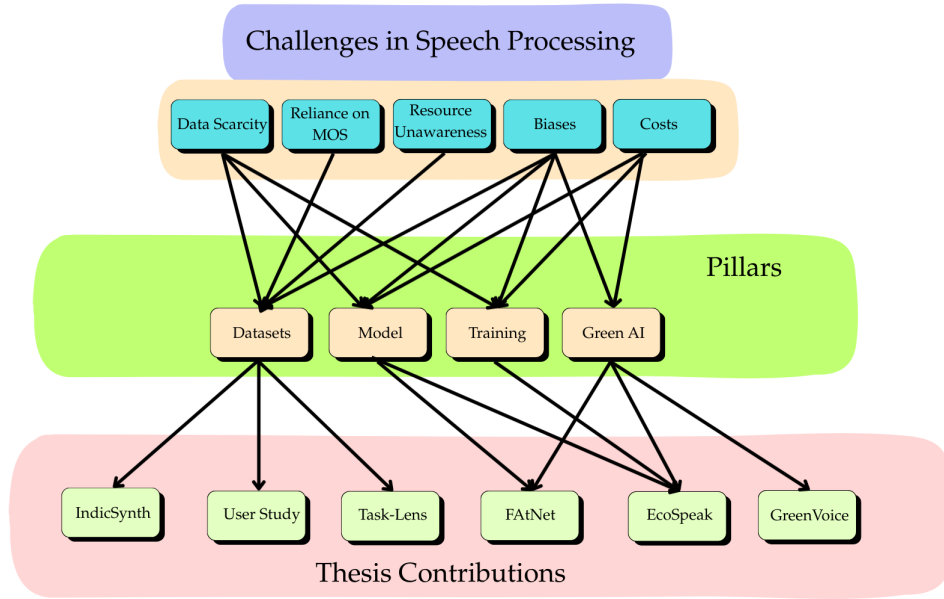 Challenges in Speech Processing
Data Scarcity
Reliance on
MOS
Resource
Unawareness
Biases
Costs
Pillars
Datasets
Model
Training
Green AI
IndicSynth
User Study
Task-Lens
FAtNet
EcoSpeak
GreenVoice
Thesis Contributions